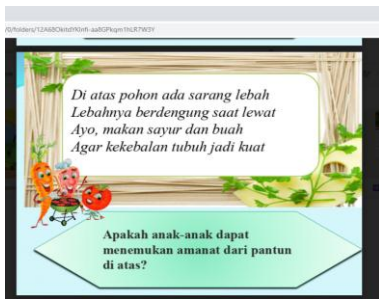 Di atas pohon ada sarang lebah
Lebahnya berdengung saat lewat
Ayo, makan sayur dan buah
Agar kekebalan tubuh jadi kuat
Apakah anak-anak dapat
menemukan amanat dari pantun
di atas?